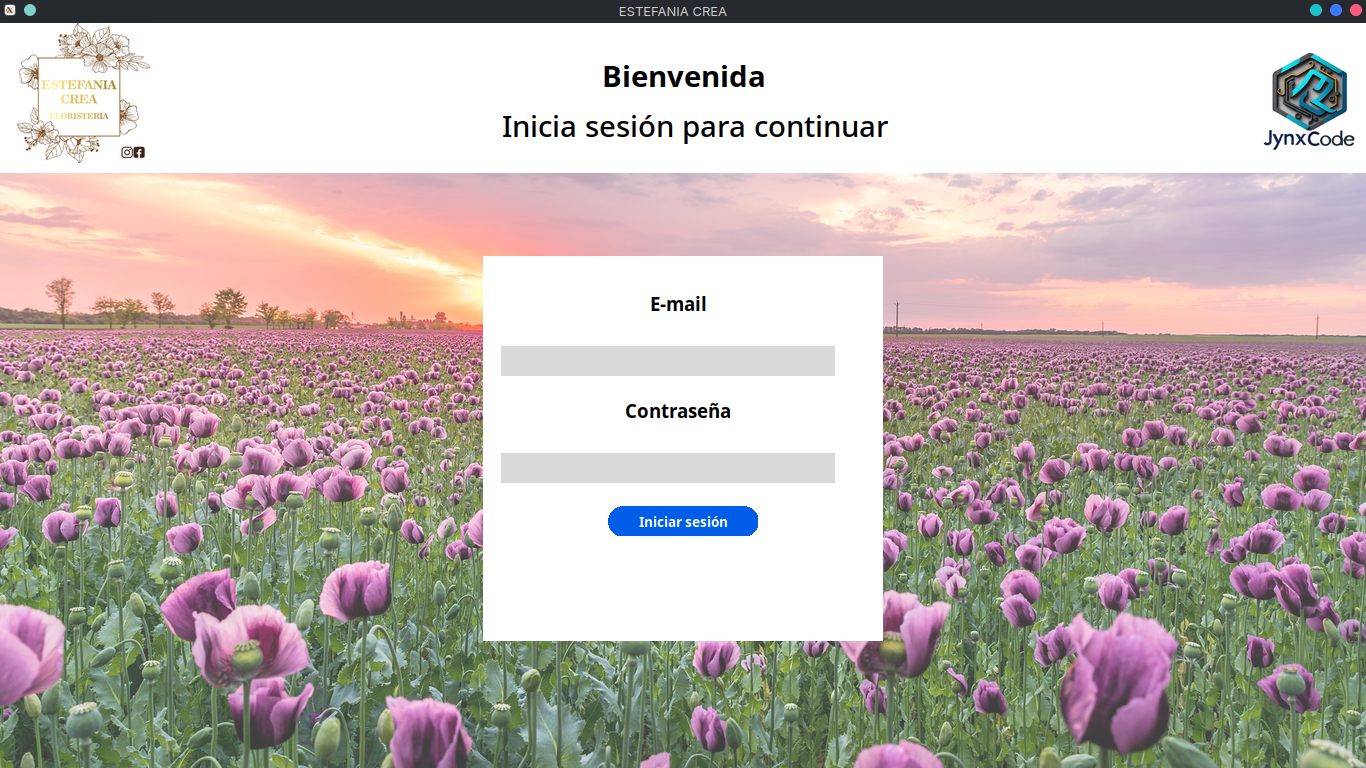 ESTEFANIA CREA
Bienvenida
Inicia sesión para continuar
ESTEFANIA
CREA
FLORISTERÍA
JynxCode
E-mail
Contraseña
Iniciar sesión